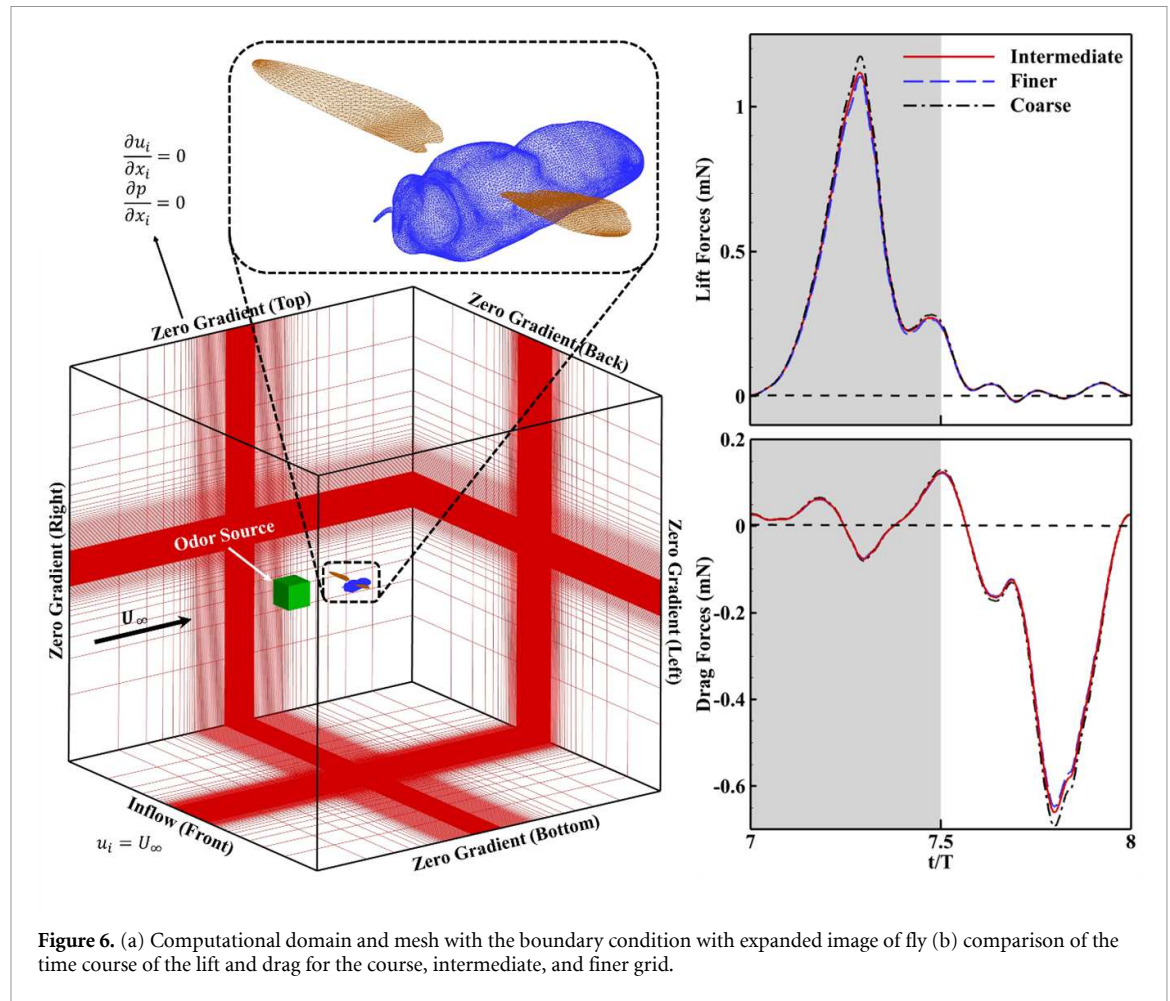 ∂u_i/∂x_i = 0
∂p/∂x_i = 0
Zero Gradient (Top)
Zero Gradient (Back)
Zero Gradient (Right)
Odor Source
U∞
Zero Gradient (Left)
Inflow (Front)
u_i = U∞
Zero Gradient (Bottom)
Intermediate
Finer
Coarse
Lift Forces (mN)
1
0
Drag Forces (mN)
0.2
0
-0.2
-0.4
-0.6
7
7.5
8
t/T
Figure 6. (a) Computational domain and mesh with the boundary condition with expanded image of fly (b) comparison of the
time course of the lift and drag for the course, intermediate, and finer grid.